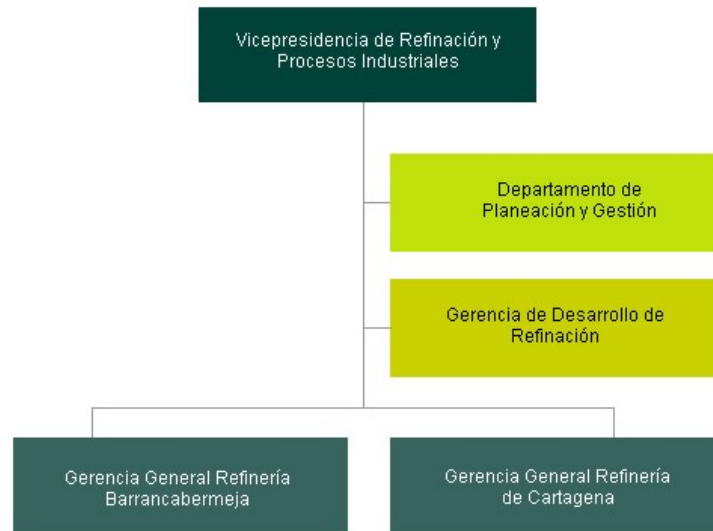 Vicepresidencia de Refinación y
Procesos Industriales
Departamento de
Planeación y Gestión
Gerencia de Desarrollo de
Refinación
Gerencia General Refinería
Barrancabermeja
Gerencia General Refinería
de Cartagena